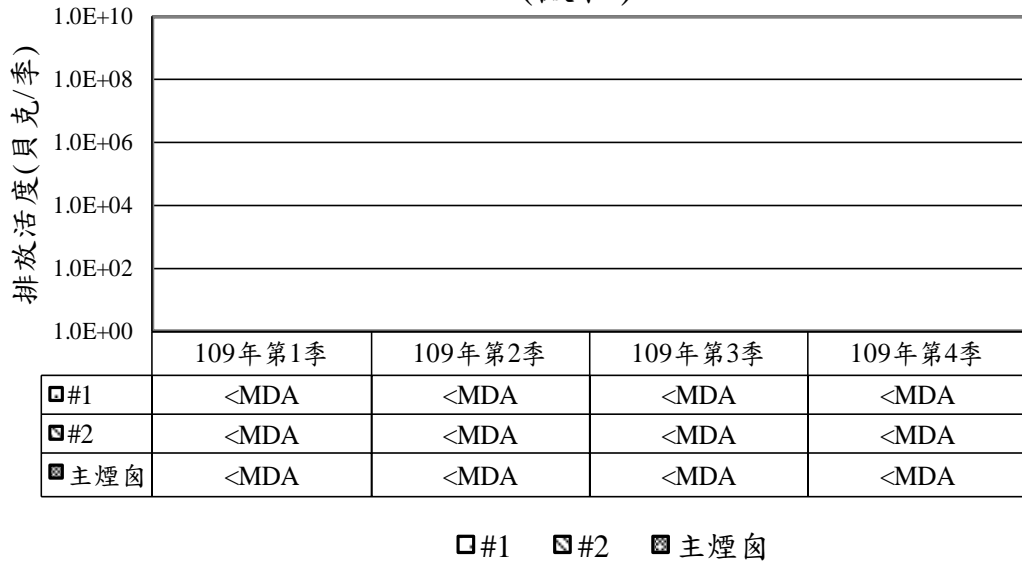 1.0E+10
1.0E+08
1.0E+06
1.0E+04
1.0E+02
1.0E+00
排放活度(貝克/季)
109年第1季 109年第2季 109年第3季 109年第4季
#1 <MDA <MDA <MDA <MDA
#2 <MDA <MDA <MDA <MDA
主煙囪 <MDA <MDA <MDA <MDA
#1 #2 主煙囪